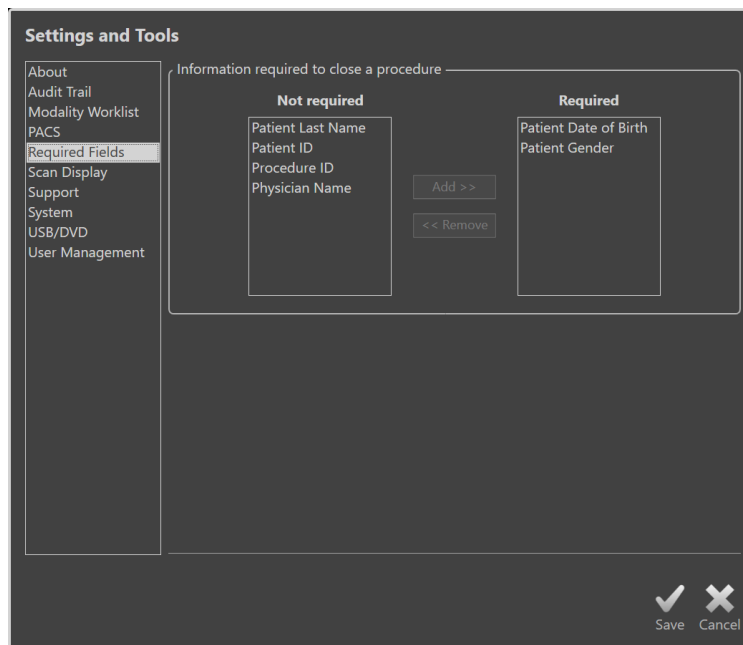 Settings and Tools
About
Audit Trail
Modality Worklist
PACS
Required Fields
Scan Display
Support
System
USB/DVD
User Management
Information required to close a procedure
Not required
Patient Last Name
Patient ID
Procedure ID
Physician Name
Add >>
<< Remove
Required
Patient Date of Birth
Patient Gender
Save
Cancel